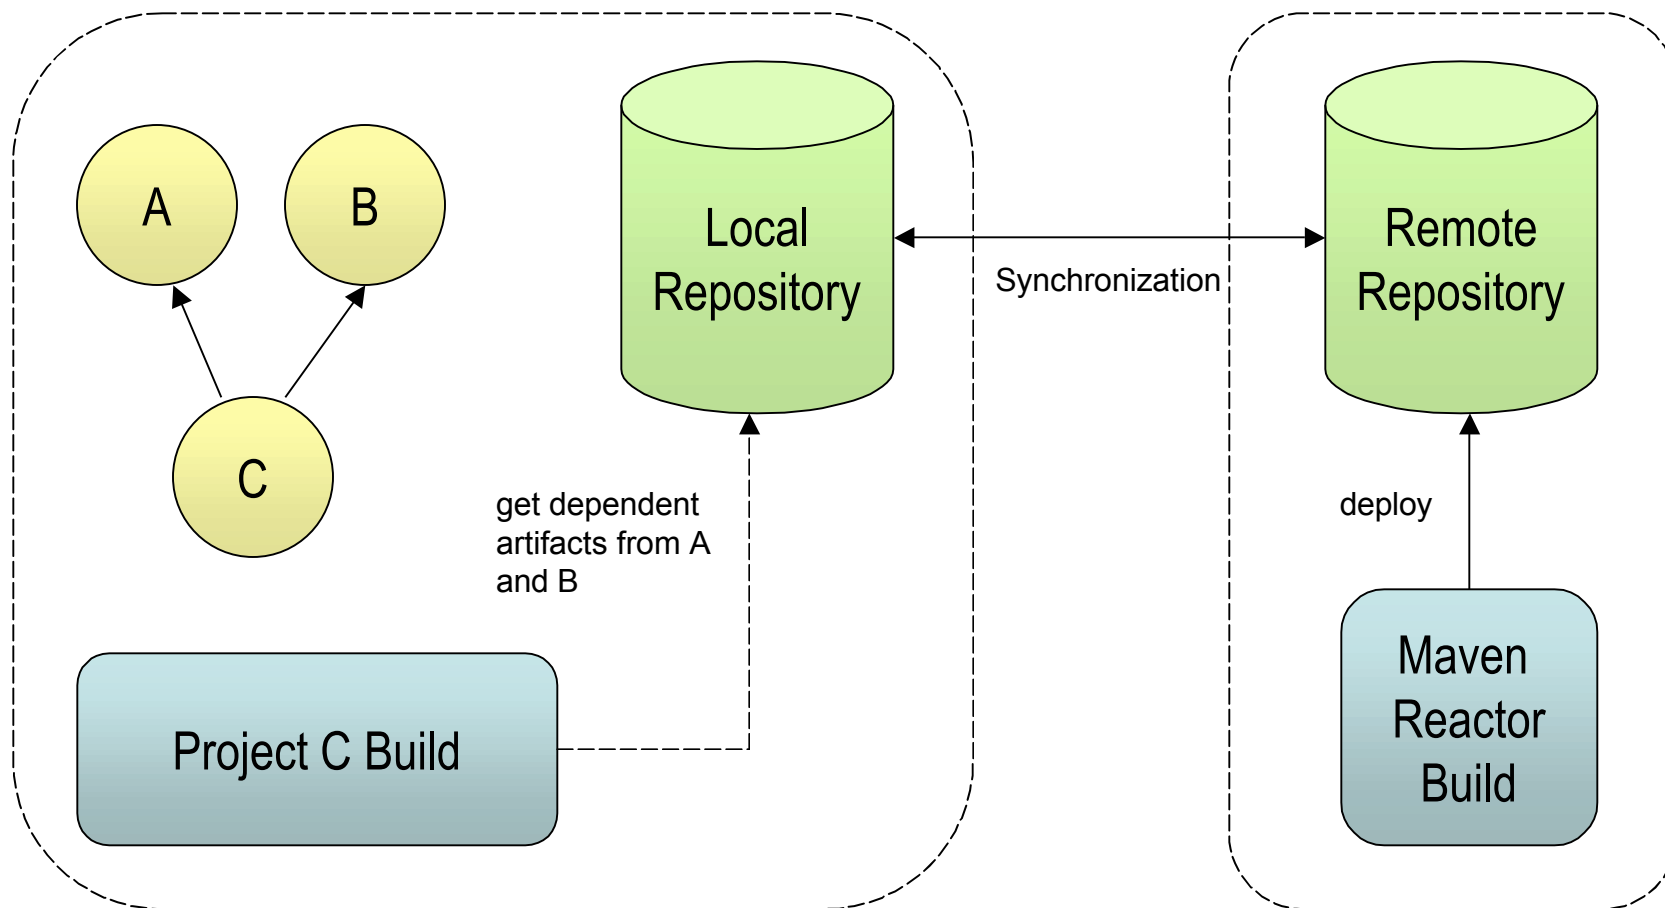 A
B
C
Local
Repository
Synchronization
Remote
Repository
get dependent
artifacts from A
and B
deploy
Project C Build
Maven
Reactor
Build